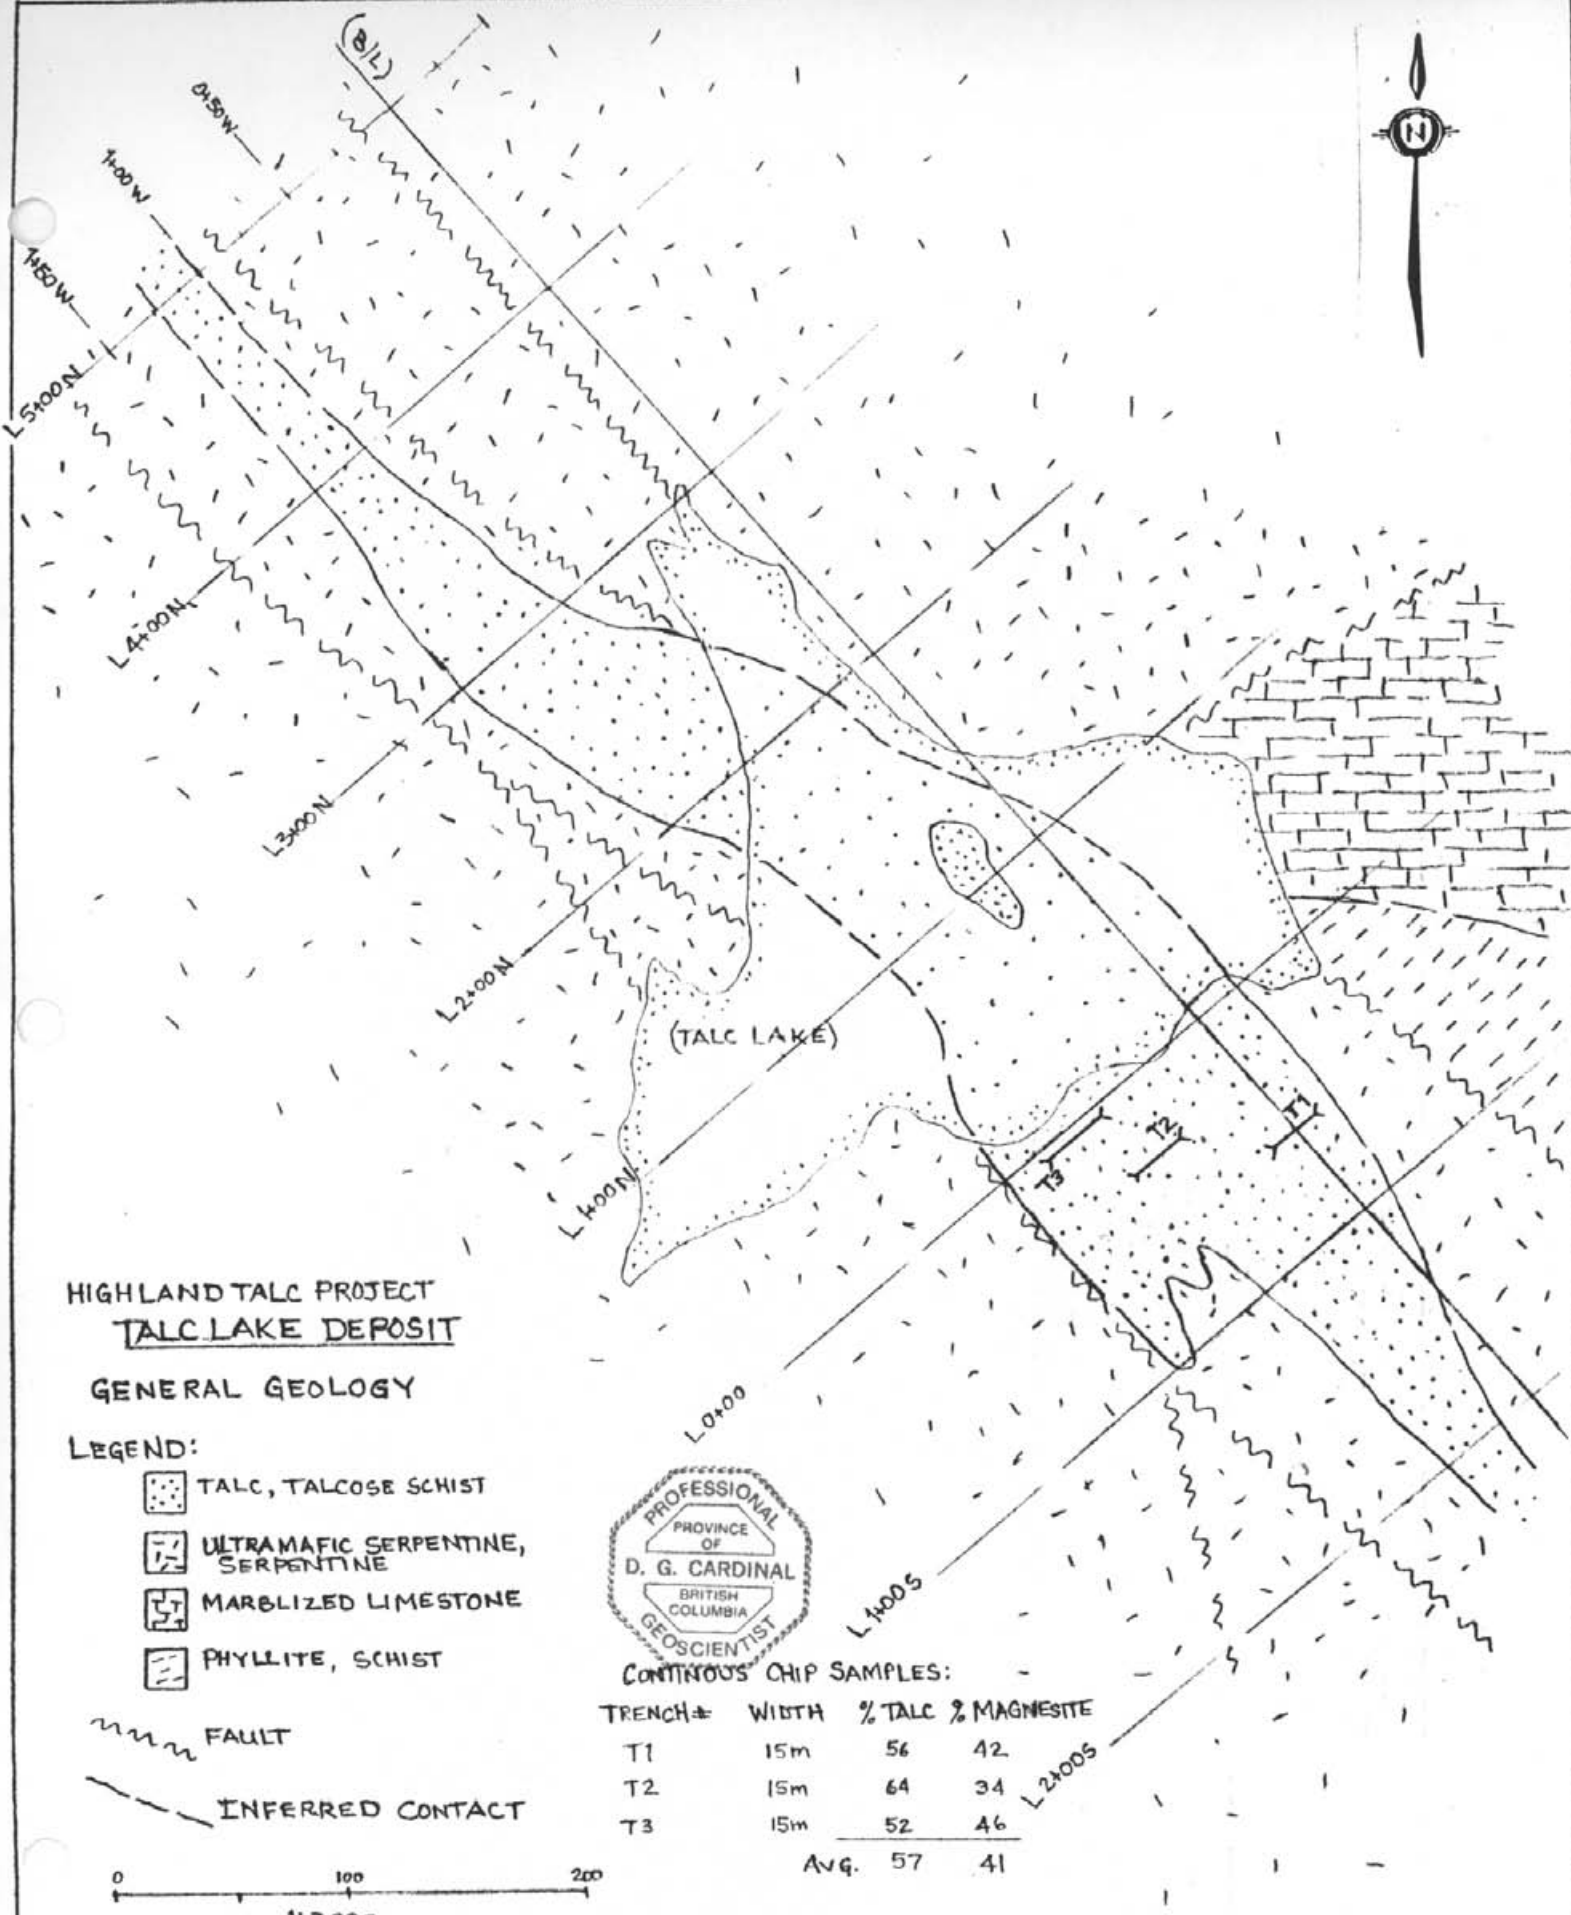 (B/L)
0+50W
1+00W
1+50W
N
L5+00N
L4+00N
L3+00N
L2+00N
(TALC LAKE)
T1
T2
T3
L1+00N
HIGHLAND TALC PROJECT
TALC LAKE DEPOSIT
GENERAL GEOLOGY
L0+00
LEGEND:
TALC, TALCOSE SCHIST
ULTRAMAFIC SERPENTINE,
SERPENTINE
MARBLIZED LIMESTONE
PHYLLITE, SCHIST
FAULT
INFERRED CONTACT
0 100 200
PROFESSIONAL
PROVINCE
OF
D. G. CARDINAL
BRITISH
COLUMBIA
GEOSCIENTIST
L1+00S
CONTINOUS CHIP SAMPLES:
TRENCH# WIDTH % TALC % MAGNESITE
T1 15m 56 42
T2 15m 64 34
T3 15m 52 46
AVG. 57 41
L2+00S